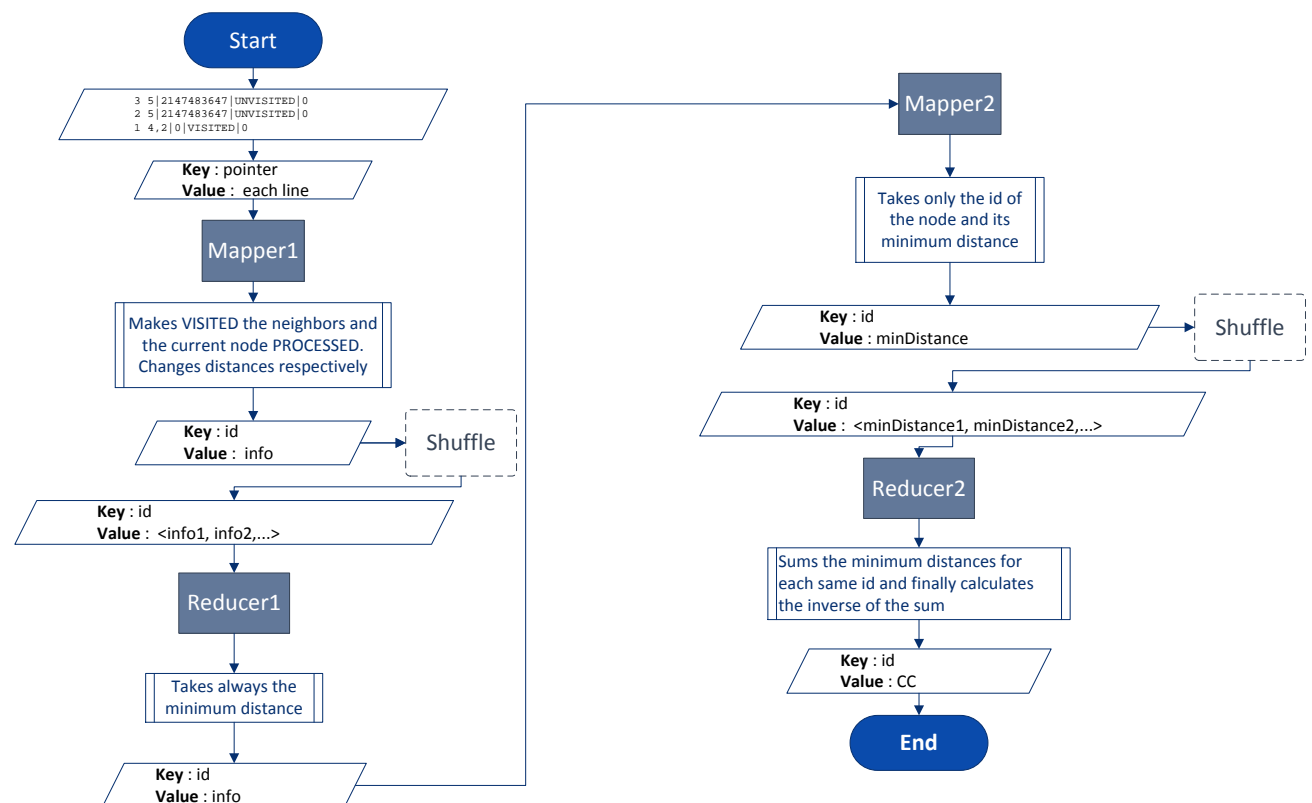 Start
3 5|2147483647|UNVISITED|0
2 5|2147483647|UNVISITED|0
1 4,2|0|VISITED|0
Key : pointer
Value : each line
Mapper1
Makes VISITED the neighbors and
the current node PROCESSED.
Changes distances respectively
Key : id
Value : info
Shuffle
Key : id
Value : <info1, info2,...>
Reducer1
Takes always the
minimum distance
Key : id
Value : info
Mapper2
Takes only the id of
the node and its
minimum distance
Key : id
Value : minDistance
Shuffle
Key : id
Value : <minDistance1, minDistance2,...>
Reducer2
Sums the minimum distances for
each same id and finally calculates
the inverse of the sum
Key : id
Value : CC
End